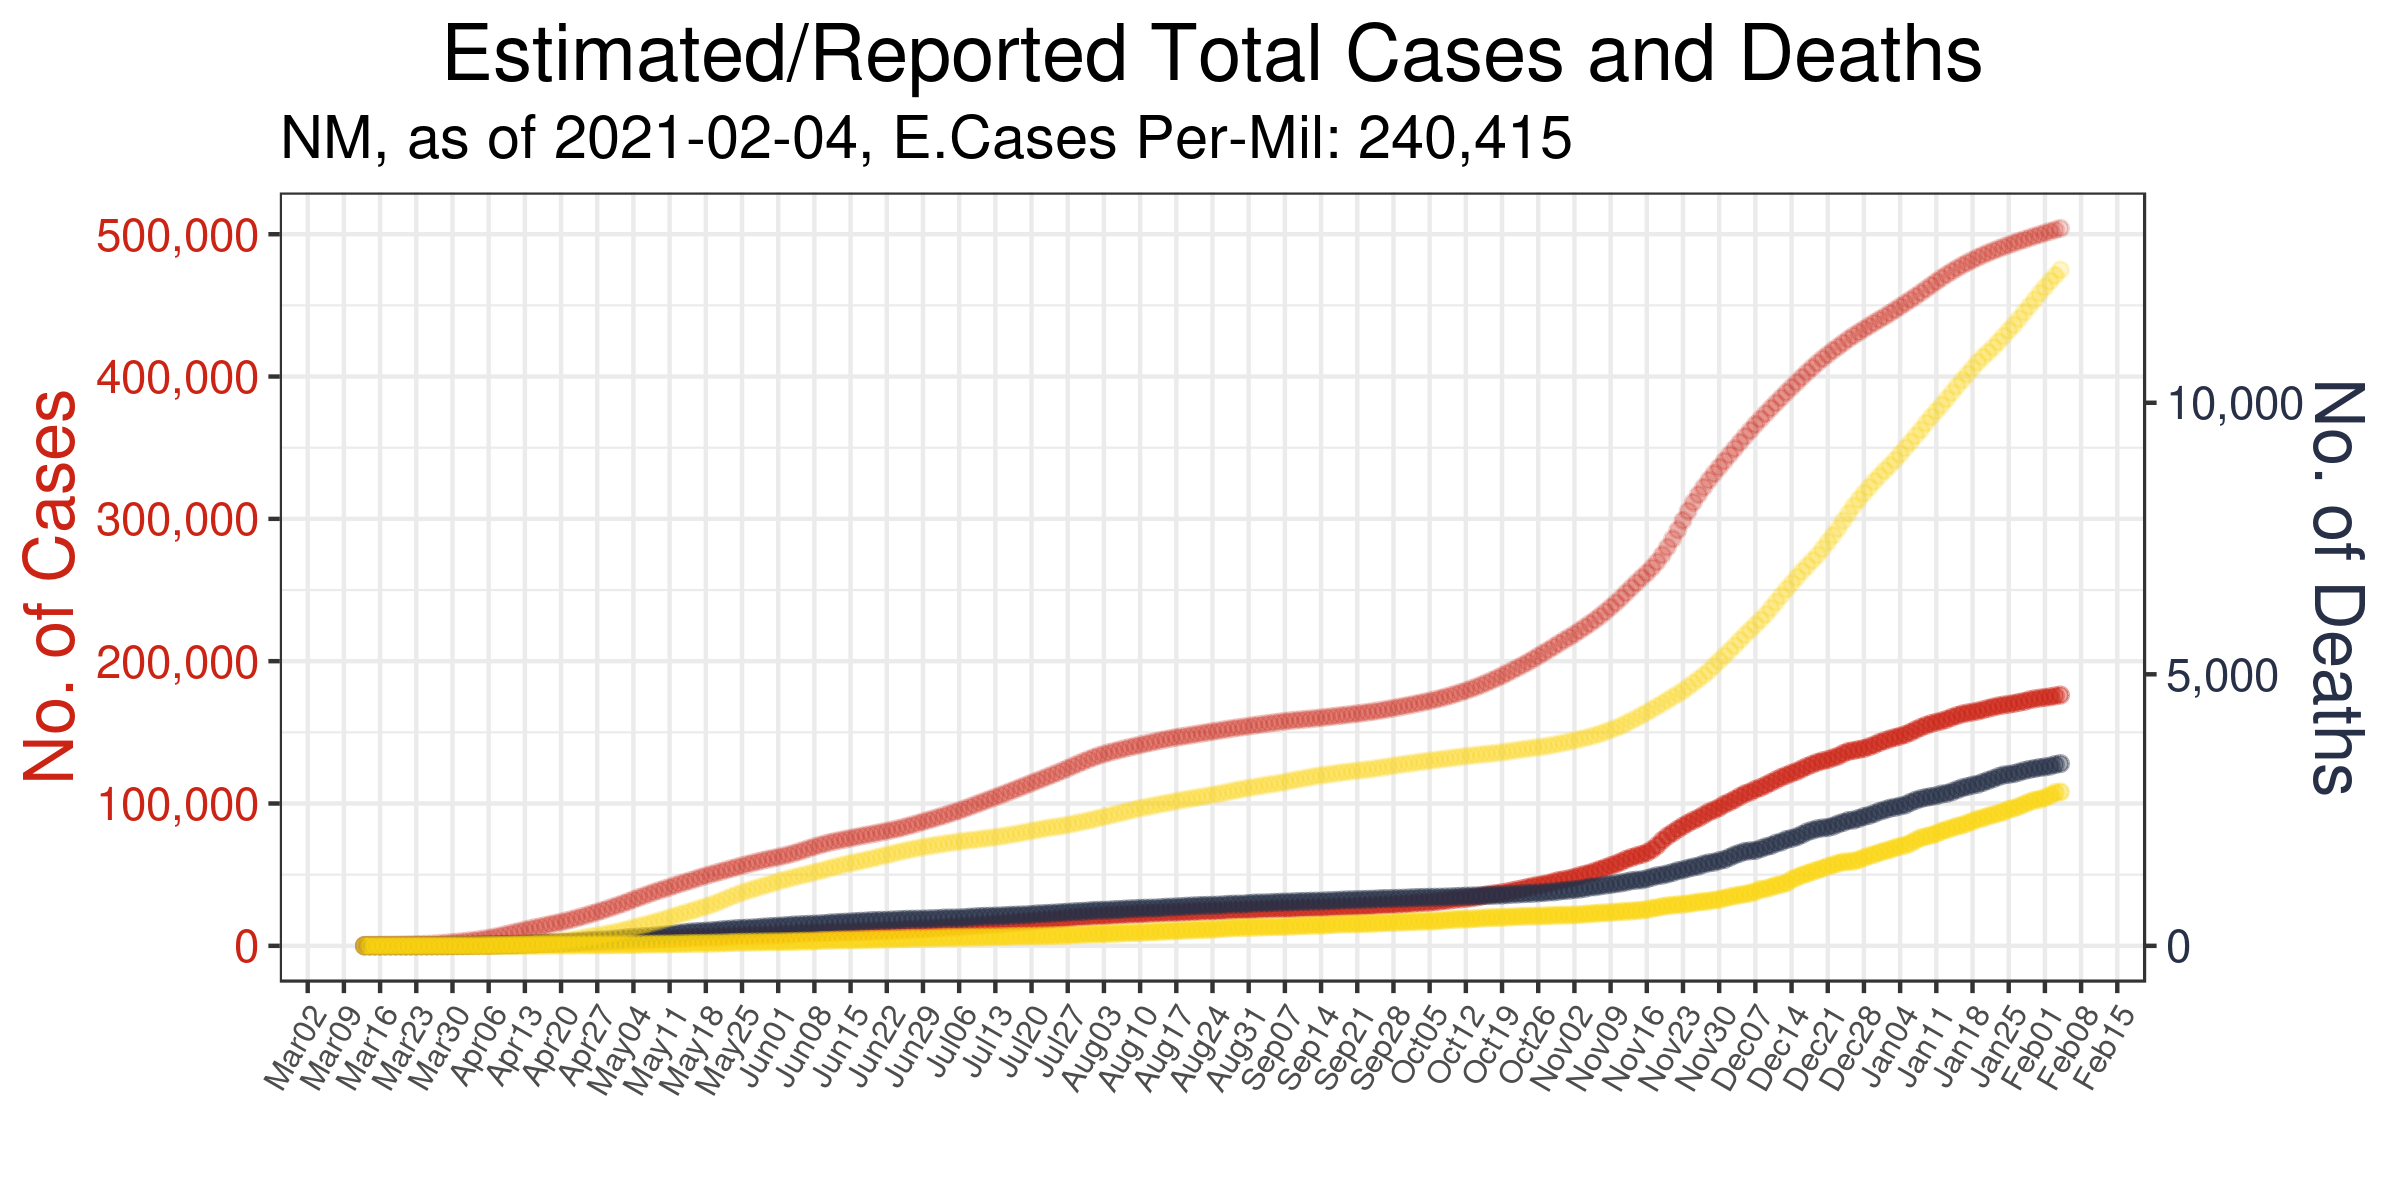 Estimated/Reported Total Cases and Deaths
NM, as of 2021-02-04, E.Cases Per-Mil: 240,415
No. of Cases
500,000
400,000
300,000
200,000
100,000
0
10,000
5,000
0
No. of Deaths
Mar02
Mar09
Mar16
Mar23
Mar30
Apr06
Apr13
Apr20
Apr27
May04
May11
May18
May25
Jun01
Jun08
Jun15
Jun22
Jun29
Jul06
Jul13
Jul20
Jul27
Aug03
Aug10
Aug17
Aug24
Aug31
Sep07
Sep14
Sep21
Sep28
Oct05
Oct12
Oct19
Oct26
Nov02
Nov09
Nov16
Nov23
Nov30
Dec07
Dec14
Dec21
Dec28
Jan04
Jan11
Jan18
Jan25
Feb01
Feb08
Feb15